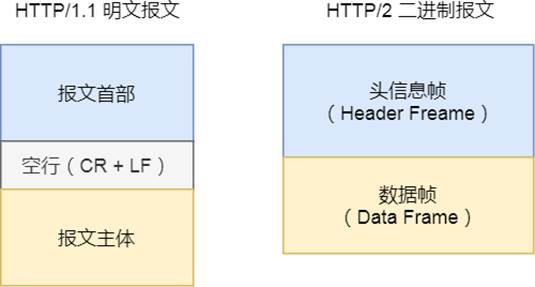 HTTP/1.1 明文报文
报文首部
空行（CR + LF）
报文主体
HTTP/2 二进制报文
头信息帧
（Header Freame）
数据帧
（Data Frame）